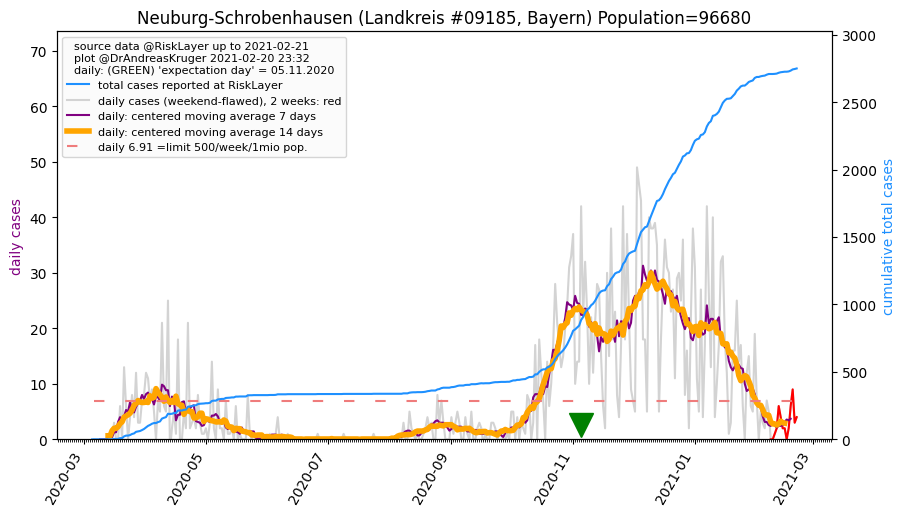 Neuburg-Schrobenhausen (Landkreis #09185, Bayern) Population=96680
source data @RiskLayer up to 2021-02-21
plot @DrAndreasKruger 2021-02-20 23:32
daily: (GREEN) 'expectation day' = 05.11.2020
total cases reported at RiskLayer
daily cases (weekend-flawed), 2 weeks: red
daily: centered moving average 7 days
daily: centered moving average 14 days
daily 6.91 =limit 500/week/1mio pop.
daily cases
70
60
50
40
30
20
10
0
cumulative total cases
3000
2500
2000
1500
1000
500
0
2020-03
2020-05
2020-07
2020-09
2020-11
2021-01
2021-03